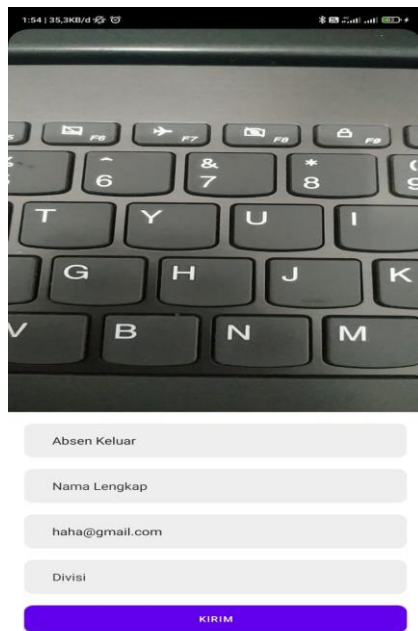 1:54 | 35,3KB/d
F6 F7 F8 F9
^ & * (
6 7 8 9
T Y U I
G H J K
V B N M
Absen Keluar
Nama Lengkap
haha@gmail.com
Divisi
KIRIM